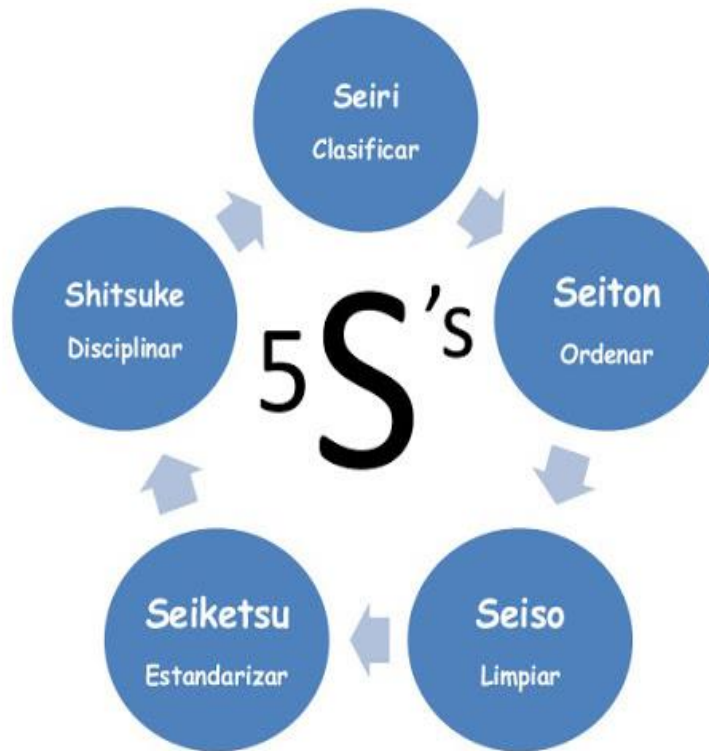 Seiri
Clasificar
Seiton
Ordenar
Seiso
Limpiar
Seiketsu
Estandarizar
Shitsuke
Disciplinar
5S's